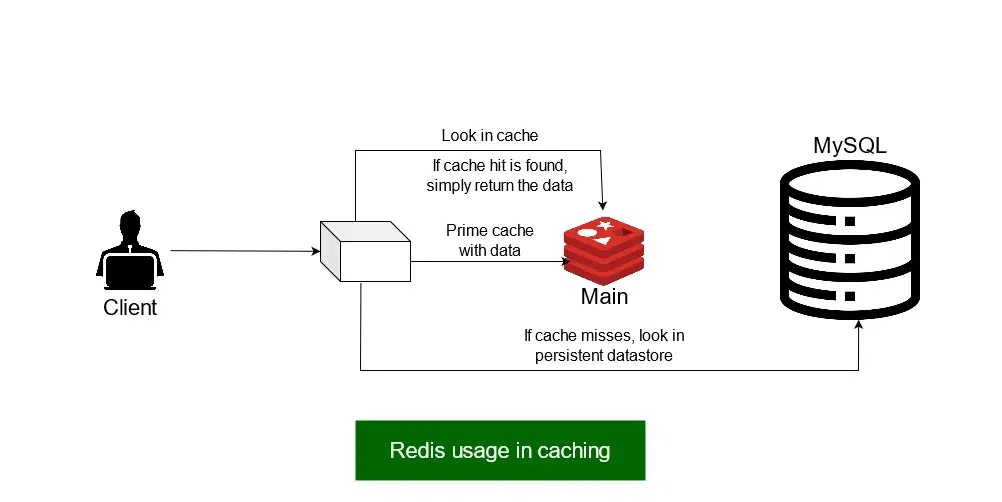 Look in cache
If cache hit is found,
simply return the data
MySQL
Prime cache
with data
Client
Main
If cache misses, look in
persistent datastore
Redis usage in caching